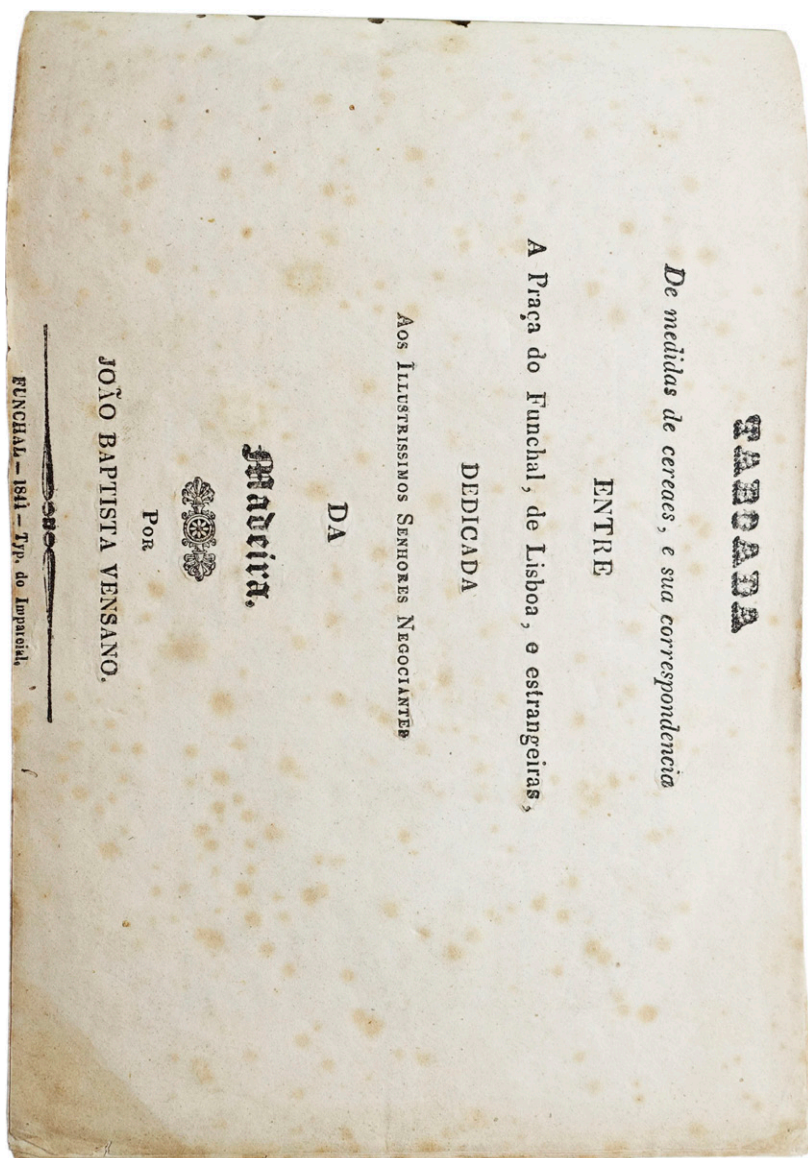 TABOADA
De medidas de cereaes, e sua correspondencia
ENTRE
A Praça do Funchal, de Lisboa, e estrangeiras,
DEDICADA
AOS ILLUSTRISSIMOS SENHORES NEGOCIANTES
DA
Madeira.
POR
JOÃO BAPTISTA VENSANO.
FUNCHAL — 1841 — Typ. do Imparcial.